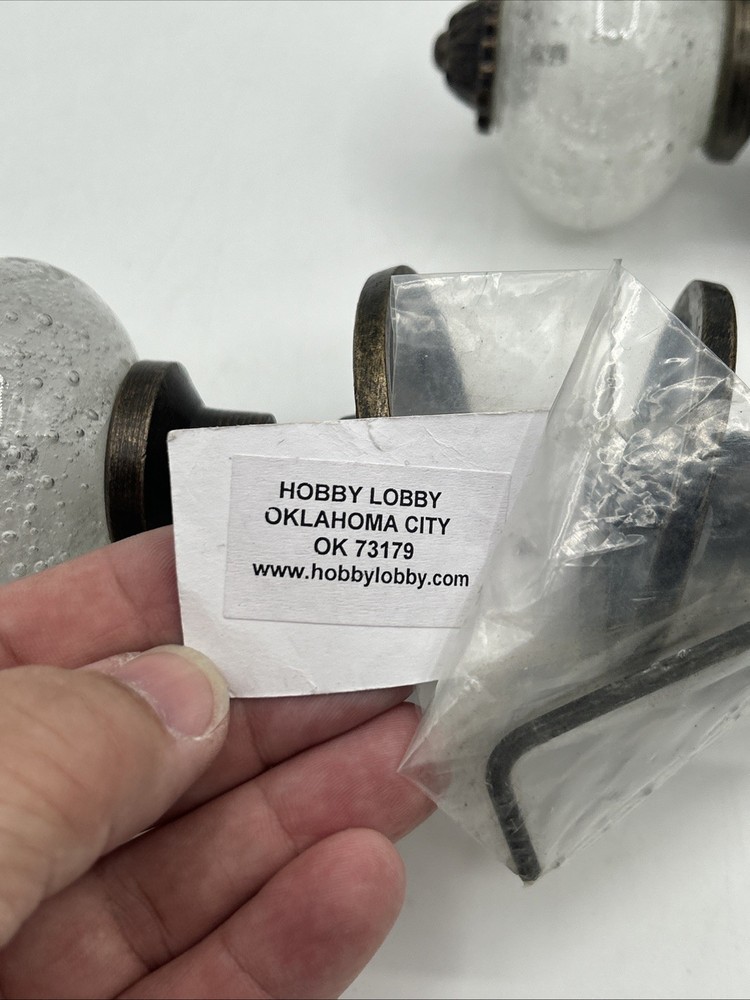 HOBBY LOBBY
OKLAHOMA CITY
OK 73179
www.hobbylobby.com